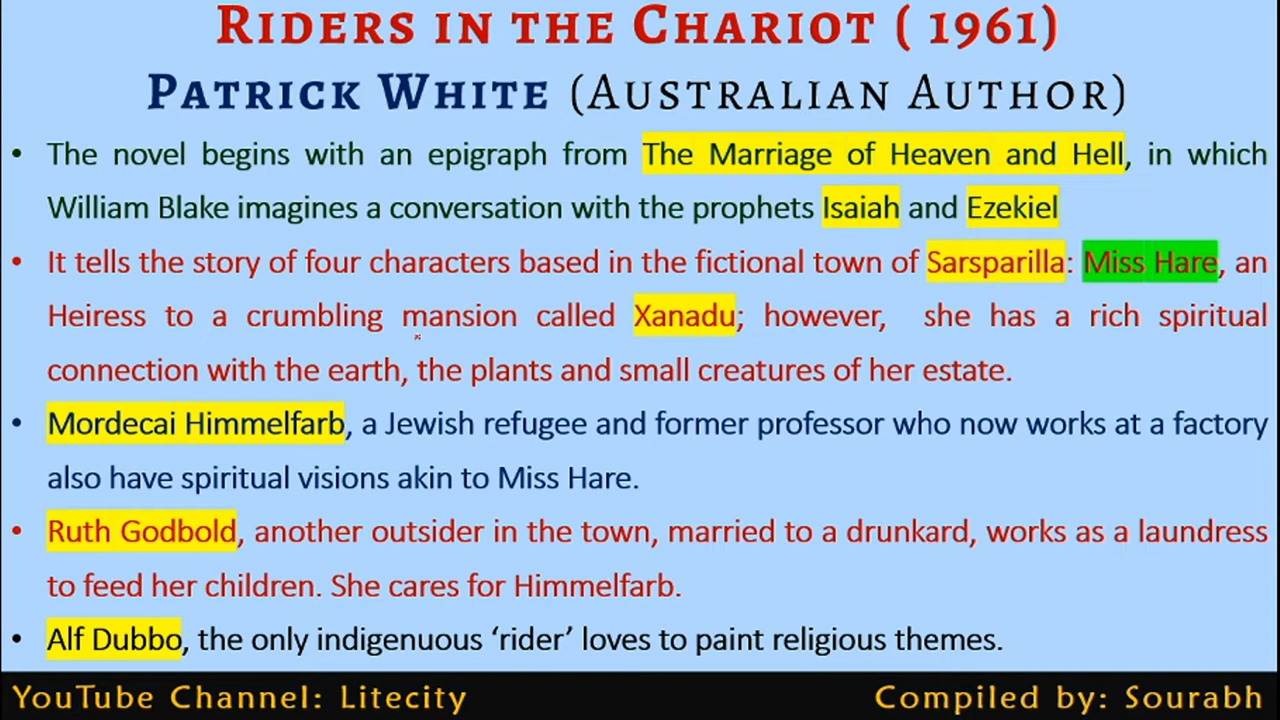 RIDERS IN THE CHARIOT ( 1961)
PATRICK WHITE (AUSTRALIAN AUTHOR)
• The novel begins with an epigraph from The Marriage of Heaven and Hell, in which
William Blake imagines a conversation with the prophets Isaiah and Ezekiel
• It tells the story of four characters based in the fictional town of Sarsparilla: Miss Hare, an
Heiress to a crumbling mansion called Xanadu; however, she has a rich spiritual
connection with the earth, the plants and small creatures of her estate.
• Mordecai Himmelfarb, a Jewish refugee and former professor who now works at a factory
also have spiritual visions akin to Miss Hare.
• Ruth Godbold, another outsider in the town, married to a drunkard, works as a laundress
to feed her children. She cares for Himmelfarb.
• Alf Dubbo, the only indigenuous ‘rider’ loves to paint religious themes.
YouTube Channel: Litecity Compiled by: Sourabh